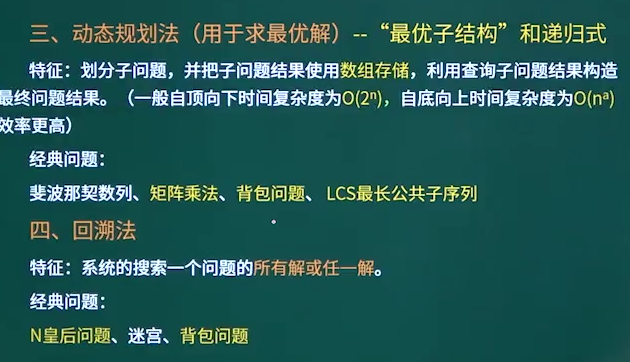 三、动态规划法（用于求最优解）--“最优子结构”和递归式
特征：划分子问题，并把子问题结果使用数组存储，利用查询子问题结果构造
最终问题结果。（一般自顶向下时间复杂度为O(2ⁿ)，自底向上时间复杂度为O(nᵃ)
效率更高）
经典问题：
斐波那契数列、矩阵乘法、背包问题、LCS最长公共子序列
四、回溯法
特征：系统的搜索一个问题的所有解或任一解。
经典问题：
N皇后问题、迷宫、背包问题